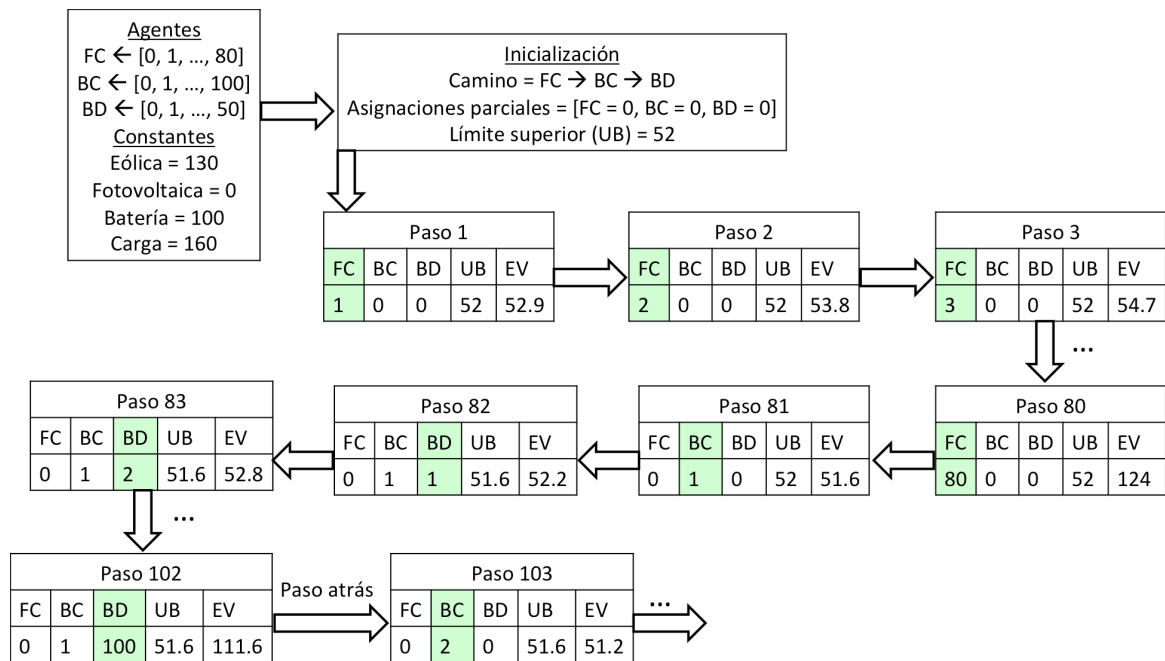 Agentes
FC ← [0, 1, …, 80]
BC ← [0, 1, …, 100]
BD ← [0, 1, …, 50]
Constantes
Eólica = 130
Fotovoltaica = 0
Batería = 100
Carga = 160
Inicialización
Camino = FC → BC → BD
Asignaciones parciales = [FC = 0, BC = 0, BD = 0]
Límite superior (UB) = 52
Paso 1
FC BC BD UB EV
1 0 0 52 52.9
Paso 2
FC BC BD UB EV
2 0 0 52 53.8
Paso 3
FC BC BD UB EV
3 0 0 52 54.7
...
Paso 80
FC BC BD UB EV
80 0 0 52 124
Paso 81
FC BC BD UB EV
0 1 0 52 51.6
Paso 82
FC BC BD UB EV
0 1 1 51.6 52.2
Paso 83
FC BC BD UB EV
0 1 2 51.6 52.8
...
Paso 102
FC BC BD UB EV
0 1 100 51.6 111.6
Paso atrás
Paso 103
FC BC BD UB EV
0 2 0 51.6 51.2
...